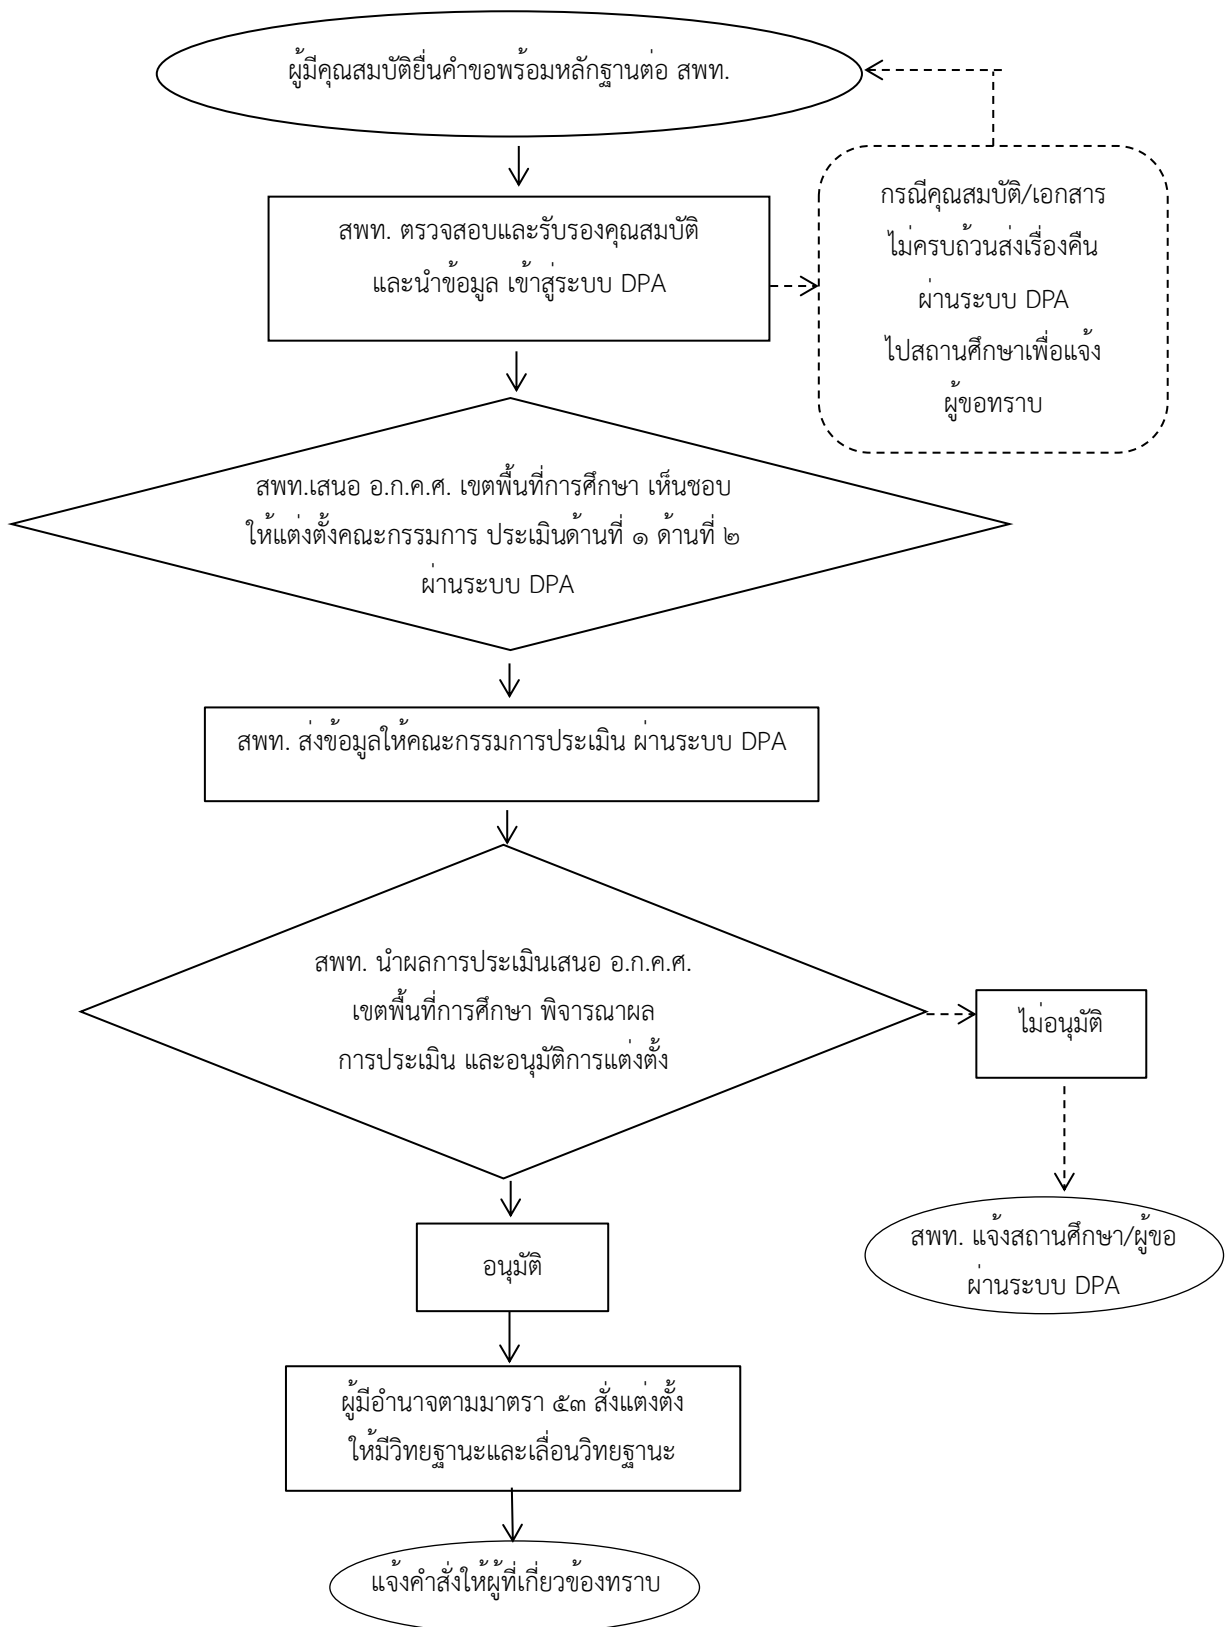 ผู้มีคุณสมบัติยื่นคำขอพร้อมหลักฐานต่อ สพท.
สพท. ตรวจสอบและรับรองคุณสมบัติ
และนำข้อมูล เข้าสู่ระบบ DPA
กรณีคุณสมบัติ/เอกสาร
ไม่ครบถ้วนส่งเรื่องคืน
ผ่านระบบ DPA
ไปสถานศึกษาเพื่อแจ้ง
ผู้ขอทราบ
สพท.เสนอ อ.ก.ค.ศ. เขตพื้นที่การศึกษา เห็นชอบ
ให้แต่งตั้งคณะกรรมการ ประเมินด้านที่ ๑ ด้านที่ ๒
ผ่านระบบ DPA
สพท. ส่งข้อมูลให้คณะกรรมการประเมิน ผ่านระบบ DPA
สพท. นำผลการประเมินเสนอ อ.ก.ค.ศ.
เขตพื้นที่การศึกษา พิจารณาผล
การประเมิน และอนุมัติการแต่งตั้ง
ไม่อนุมัติ
สพท. แจ้งสถานศึกษา/ผู้ขอ
ผ่านระบบ DPA
อนุมัติ
ผู้มีอำนาจตามมาตรา ๕๓ สั่งแต่งตั้ง
ให้มีวิทยฐานะและเลื่อนวิทยฐานะ
แจ้งคำสั่งให้ผู้ที่เกี่ยวข้องทราบ